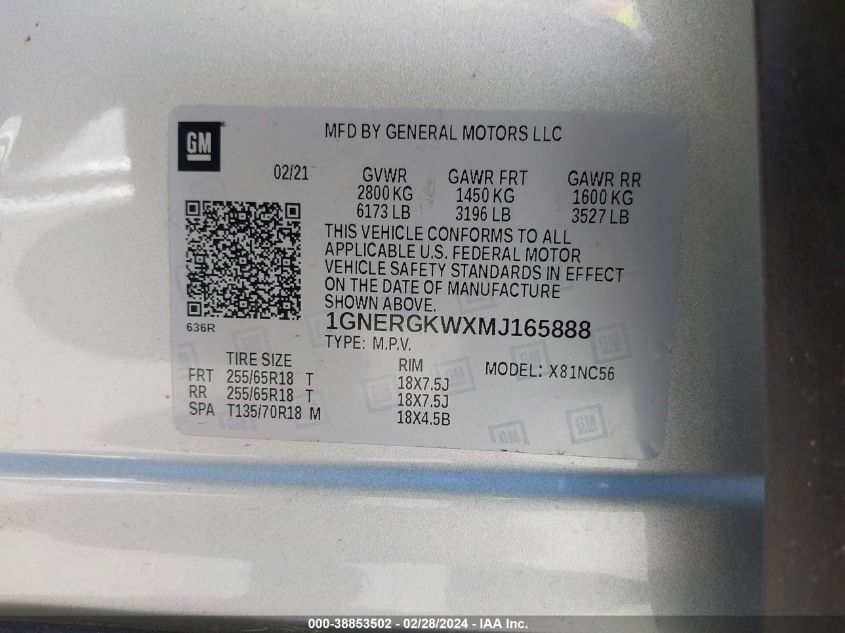 GM
MFD BY GENERAL MOTORS LLC
02/21
GVWR GAWR FRT GAWR RR
2800 KG 1450 KG 1600 KG
6173 LB 3196 LB 3527 LB
THIS VEHICLE CONFORMS TO ALL
APPLICABLE U.S. FEDERAL MOTOR
VEHICLE SAFETY STANDARDS IN EFFECT
ON THE DATE OF MANUFACTURE
SHOWN ABOVE.
636R
1GNERGKWXMJ165888
TYPE: M.P.V.
TIRE SIZE RIM MODEL: X81NC56
FRT 255/65R18 T 18X7.5J
RR 255/65R18 T 18X7.5J
SPA T135/70R18 M 18X4.5B
000-38853502 - 02/28/2024 - IAA Inc.